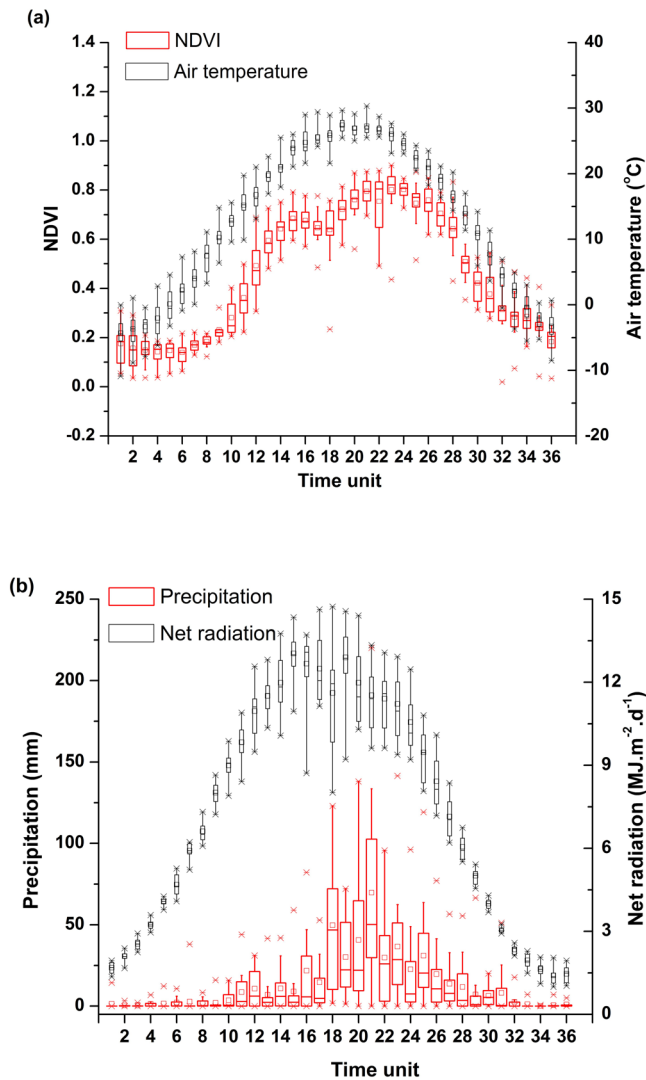 (a)
NDVI
Air temperature
1.4
1.2
1.0
0.8
0.6
0.4
0.2
0.0
-0.2
NDVI
40
30
20
10
0
-10
-20
Air temperature (°C)
2 4 6 8 10 12 14 16 18 20 22 24 26 28 30 32 34 36
Time unit
(b)
Precipitation
Net radiation
250
200
150
100
50
0
Precipitation (mm)
15
12
9
6
3
0
Net radiation (MJ.m⁻².d⁻¹)
2 4 6 8 10 12 14 16 18 20 22 24 26 28 30 32 34 36
Time unit